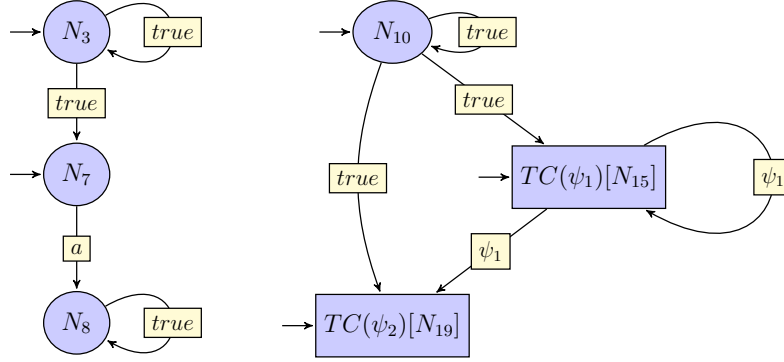 N₃
true
true
N₇
a
N₈
true
N₁₀
true
true
true
TC(ψ₁)[N₁₅]
ψ₁
ψ₁
TC(ψ₂)[N₁₉]